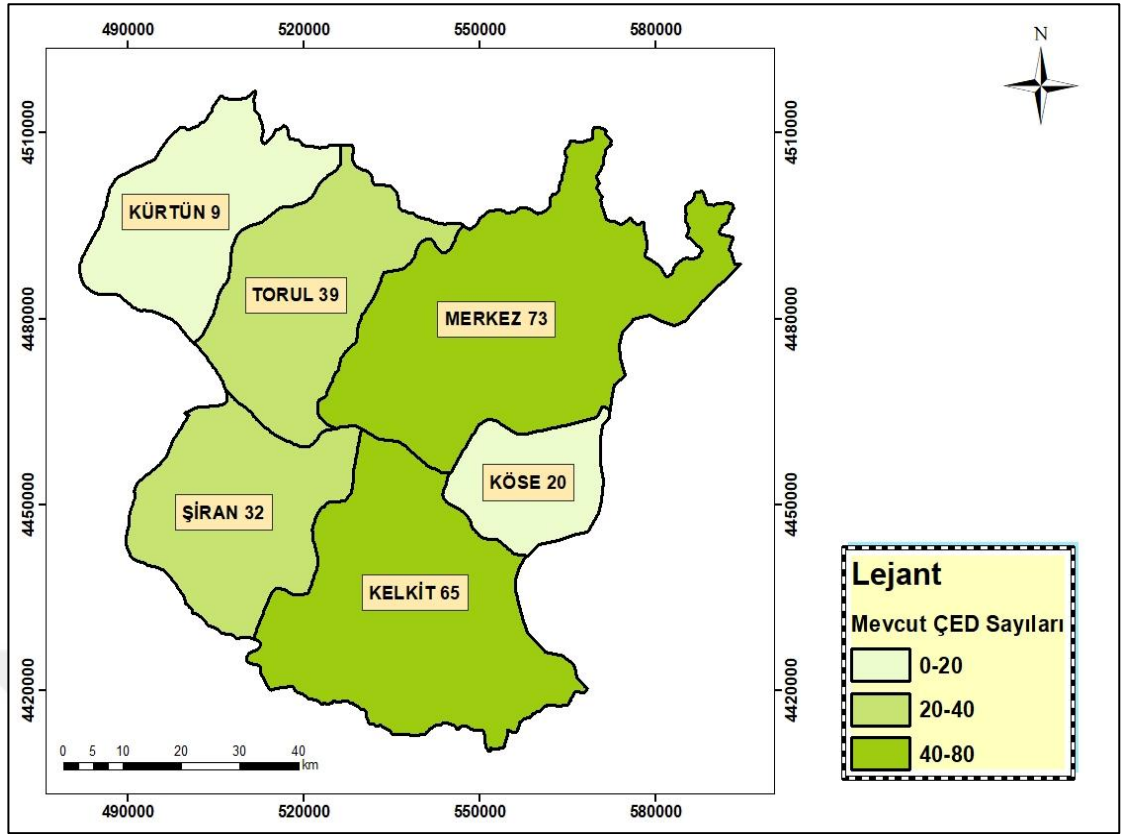 490000 520000 550000 580000
N
4510000 4510000
KÜRTÜN 9
TORUL 39
MERKEZ 73
4480000 4480000
KÖSE 20
ŞİRAN 32
4450000 4450000
KELKİT 65
Lejant
Mevcut ÇED Sayıları
0-20
20-40
40-80
4420000 4420000
0 5 10 20 30 40
km
490000 520000 550000 580000